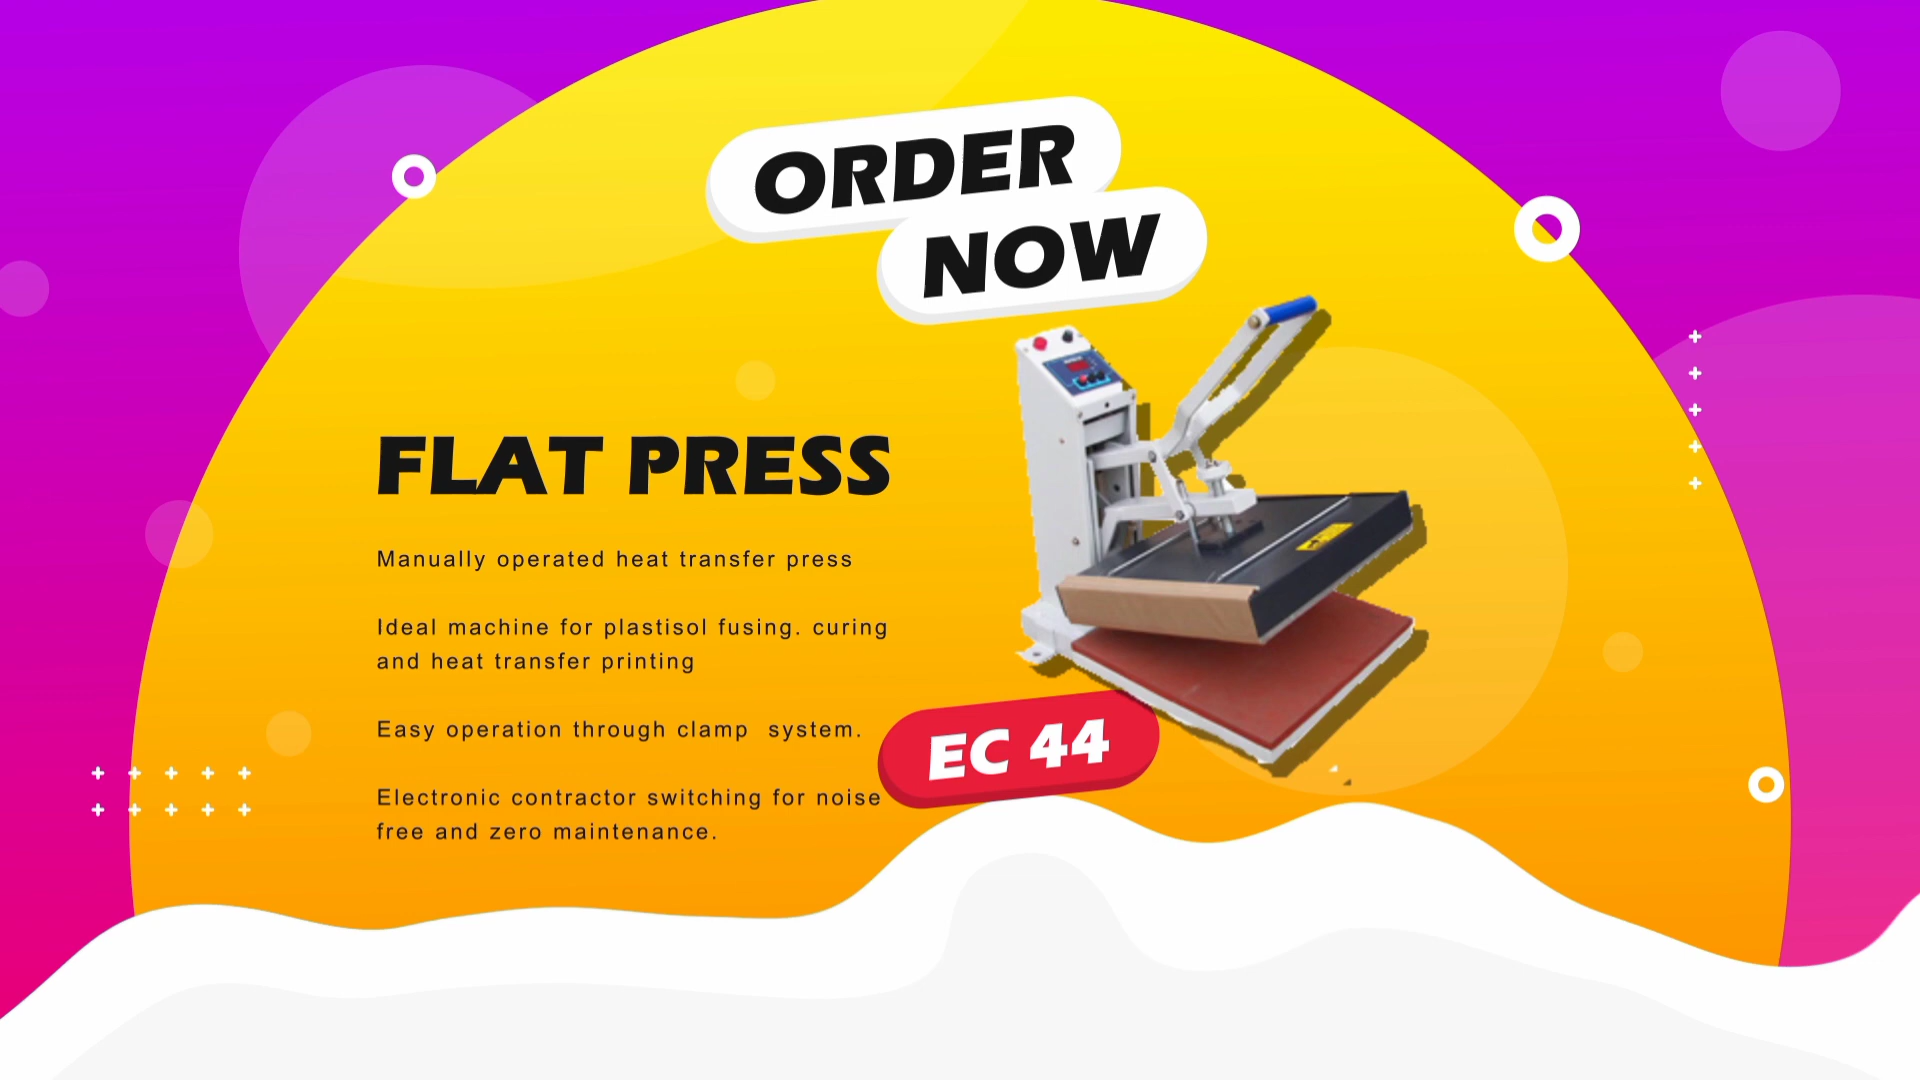 ORDER
NOW
FLAT PRESS
Manually operated heat transfer press
Ideal machine for plastisol fusing. curing
and heat transfer printing
Easy operation through clamp  system.
EC 44
Electronic contractor switching for noise
free and zero maintenance.